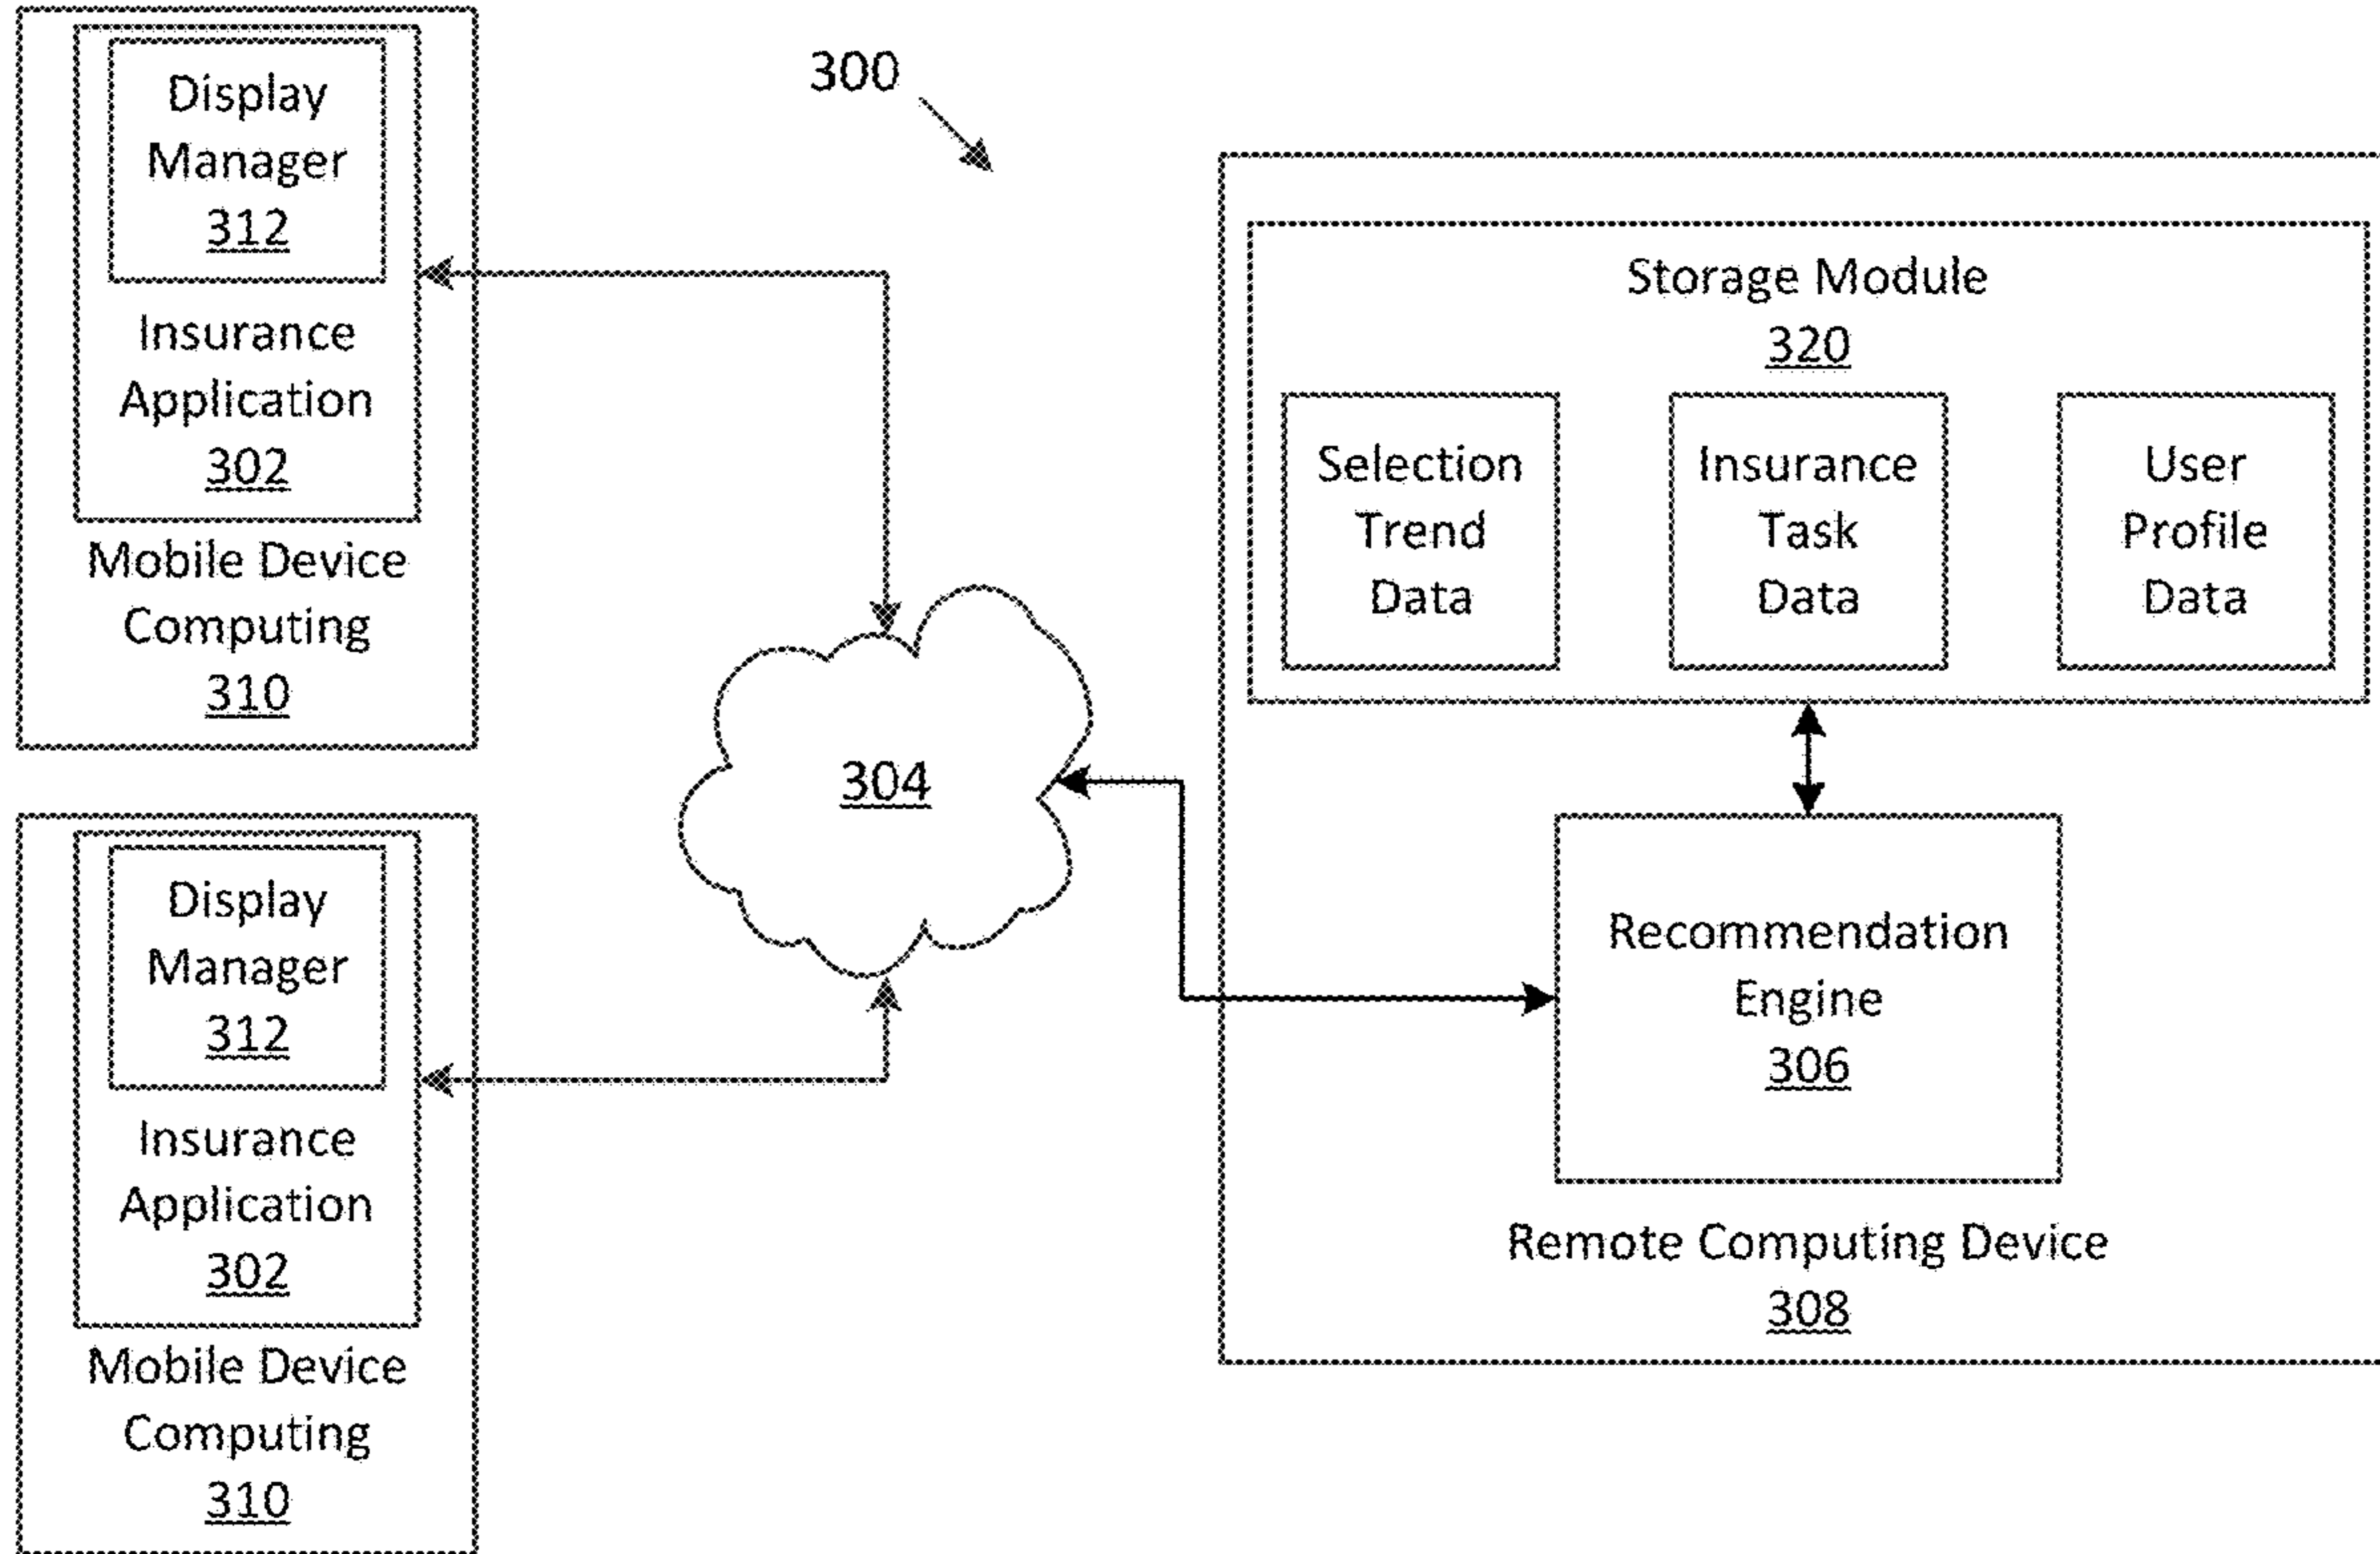 Display
Manager
312
Insurance
Application
302
Mobile Device
Computing
310
300
Storage Module
320
Selection
Trend
Data
Insurance
Task
Data
User
Profile
Data
304
Display
Manager
312
Insurance
Application
302
Mobile Device
Computing
310
Recommendation
Engine
306
Remote Computing Device
308